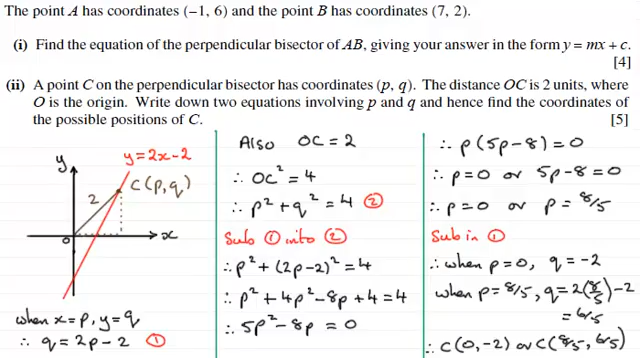 The point A has coordinates (−1, 6) and the point B has coordinates (7, 2).
(i) Find the equation of the perpendicular bisector of AB, giving your answer in the form y = mx + c.
[4]
(ii) A point C on the perpendicular bisector has coordinates (p, q). The distance OC is 2 units, where
O is the origin. Write down two equations involving p and q and hence find the coordinates of
the possible positions of C.
[5]
y
y = 2x − 2
C(p,q)
2
0
x
when x = p, y = q
∴ q = 2p − 2 ①
Also OC = 2
∴ OC² = 4
∴ p² + q² = 4 ②
Sub ① into ②
∴ p² + (2p − 2)² = 4
∴ p² + 4p² − 8p + 4 = 4
∴ 5p² − 8p = 0
∴ p(5p − 8) = 0
∴ p = 0 or 5p − 8 = 0
∴ p = 0 or p = 8/5
Sub in ①
∴ when p = 0, q = −2
when p = 8/5, q = 2(8/5) − 2
= 6/5
∴ C(0, −2) or C(8/5, 6/5)